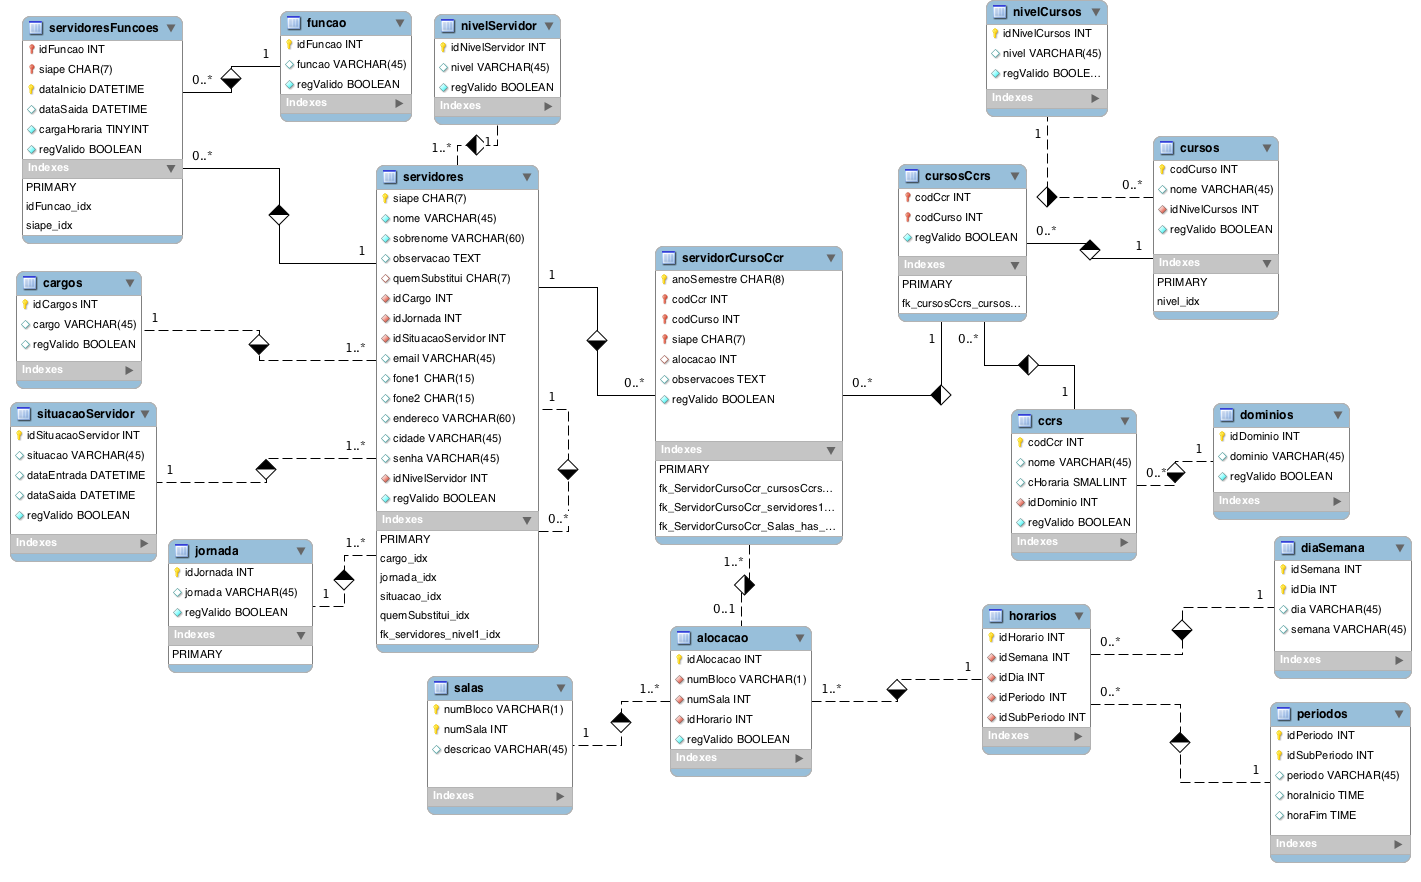 servidoresFuncoes
idFuncao INT
siape CHAR(7)
dataInicio DATETIME
dataSaida DATETIME
cargaHoraria TINYINT
regValido BOOLEAN
Indexes
PRIMARY
idFuncao_idx
siape_idx
0..*
1
0..*
1
funcao
idFuncao INT
funcao VARCHAR(45)
regValido BOOLEAN
Indexes
nivelServidor
idNivelServidor INT
nivel VARCHAR(45)
regValido BOOLEAN
Indexes
1..*
1
servidores
siape CHAR(7)
nome VARCHAR(45)
sobrenome VARCHAR(60)
observacao TEXT
quemSubstitui CHAR(7)
idCargo INT
idJornada INT
idSituacaoServidor INT
email VARCHAR(45)
fone1 CHAR(15)
fone2 CHAR(15)
endereco VARCHAR(60)
cidade VARCHAR(45)
senha VARCHAR(45)
idNivelServidor INT
regValido BOOLEAN
Indexes
PRIMARY
cargo_idx
jornada_idx
situacao_idx
quemSubstitui_idx
fk_servidores_nivel1_idx
cargos
idCargos INT
cargo VARCHAR(45)
regValido BOOLEAN
Indexes
1
1..*
situacaoServidor
idSituacaoServidor INT
situacao VARCHAR(45)
dataEntrada DATETIME
dataSaida DATETIME
regValido BOOLEAN
Indexes
1
1..*
jornada
idJornada INT
jornada VARCHAR(45)
regValido BOOLEAN
Indexes
PRIMARY
1
1..*
1
0..*
1
0..*
servidorCursoCcr
anoSemestre CHAR(8)
codCcr INT
codCurso INT
siape CHAR(7)
alocacao INT
observacoes TEXT
regValido BOOLEAN
Indexes
PRIMARY
fk_ServidorCursoCcr_cursosCcrs...
fk_ServidorCursoCcr_servidores1...
fk_ServidorCursoCcr_Salas_has_...
0..*
1
1..*
0..1
nivelCursos
idNivelCursos INT
nivel VARCHAR(45)
regValido BOOLE...
Indexes
1
0..*
cursos
codCurso INT
nome VARCHAR(45)
idNivelCursos INT
regValido BOOLEAN
Indexes
PRIMARY
nivel_idx
cursosCcrs
codCcr INT
codCurso INT
regValido BOOLEAN
Indexes
PRIMARY
fk_cursosCcrs_cursos...
0..*
1
0..*
1
ccrs
codCcr INT
nome VARCHAR(45)
cHoraria SMALLINT
idDominio INT
regValido BOOLEAN
Indexes
0..*
1
dominios
idDominio INT
dominio VARCHAR(45)
regValido BOOLEAN
Indexes
alocacao
idAlocacao INT
numBloco VARCHAR(1)
numSala INT
idHorario INT
regValido BOOLEAN
Indexes
salas
numBloco VARCHAR(1)
numSala INT
descricao VARCHAR(45)
Indexes
1
1..*
1..*
1
horarios
idHorario INT
idSemana INT
idDia INT
idPeriodo INT
idSubPeriodo INT
Indexes
0..*
1
0..*
1
diaSemana
idSemana INT
idDia INT
dia VARCHAR(45)
semana VARCHAR(45)
Indexes
periodos
idPeriodo INT
idSubPeriodo INT
periodo VARCHAR(45)
horaInicio TIME
horaFim TIME
Indexes